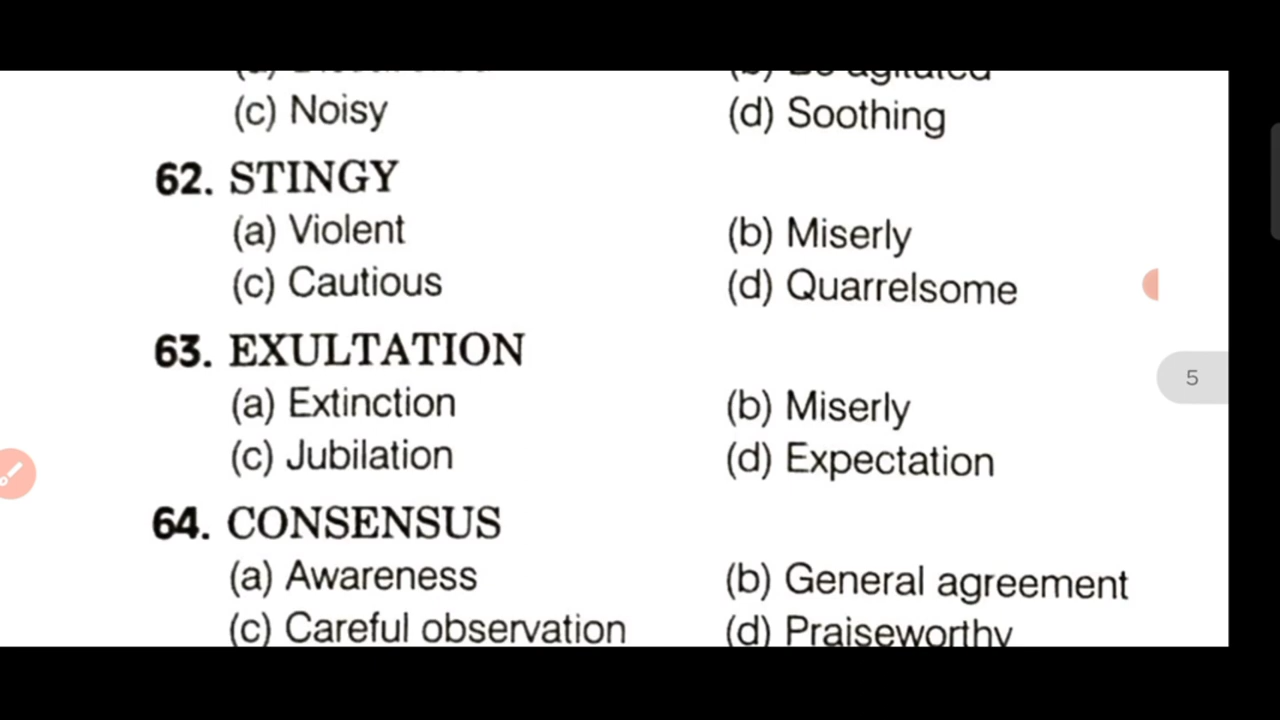 (c) Noisy (d) Soothing
62. STINGY
(a) Violent (b) Miserly
(c) Cautious (d) Quarrelsome
63. EXULTATION
(a) Extinction (b) Miserly
(c) Jubilation (d) Expectation
5
64. CONSENSUS
(a) Awareness (b) General agreement
(c) Careful observation (d) Praiseworthy